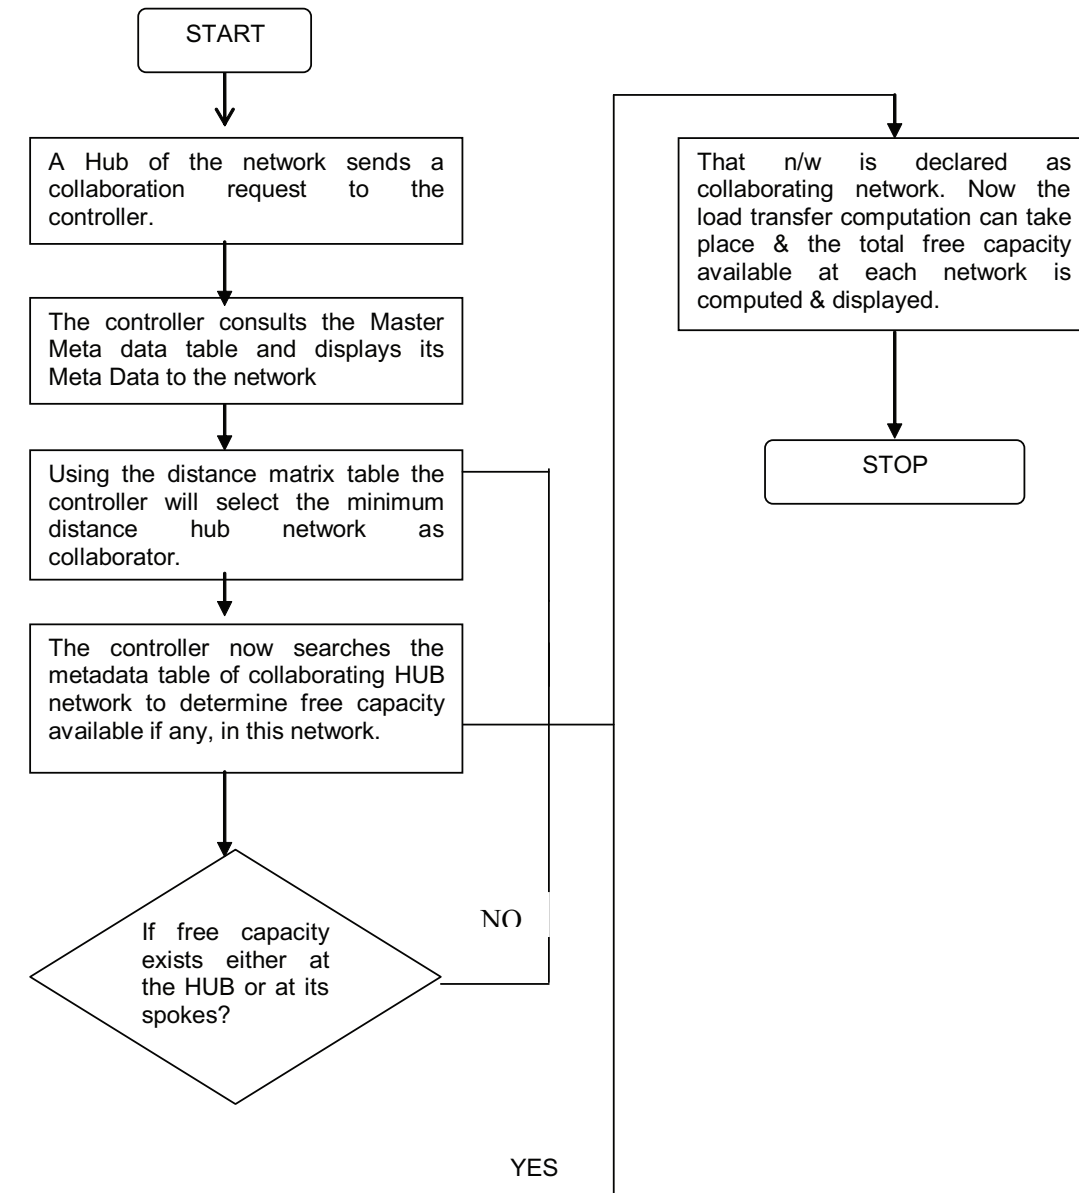 START
A Hub of the network sends a
collaboration request to the
controller.
The controller consults the Master
Meta data table and displays its
Meta Data to the network
Using the distance matrix table the
controller will select the minimum
distance hub network as
collaborator.
The controller now searches the
metadata table of collaborating HUB
network to determine free capacity
available if any, in this network.
If free capacity
exists either at
the HUB or at its
spokes?
NO
YES
That n/w is declared as
collaborating network. Now the
load transfer computation can take
place & the total free capacity
available at each network is
computed & displayed.
STOP